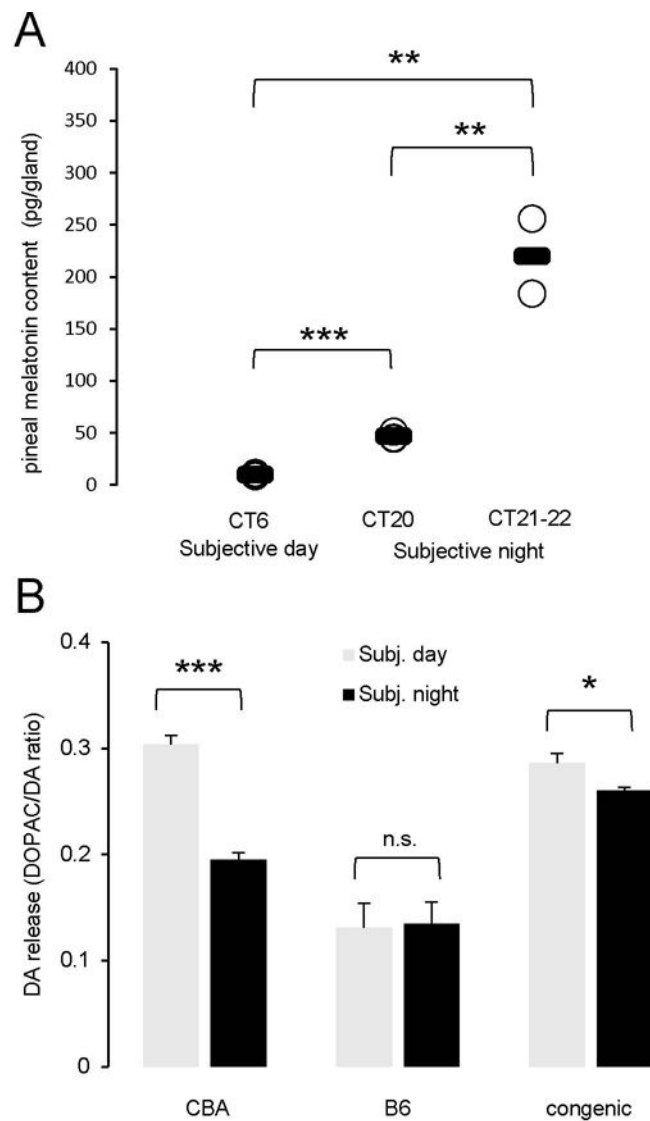 A
pineal melatonin content (pg/gland)
400
350
300
250
200
150
100
50
0
**
**
***
CT6
CT20
CT21-22
Subjective day
Subjective night
B
DA release (DOPAC/DA ratio)
0.4
0.3
0.2
0.1
0
Subj. day
Subj. night
***
n.s.
*
CBA
B6
congenic